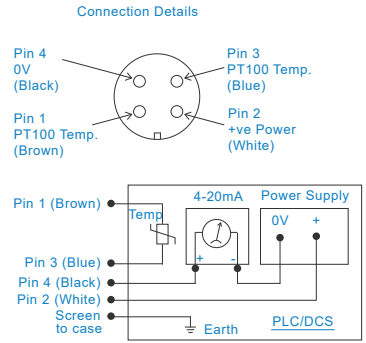 Connection Details
Pin 4
0V
(Black)
Pin 3
PT100 Temp.
(Blue)
Pin 1
PT100 Temp.
(Brown)
Pin 2
+ve Power
(White)
Pin 1 (Brown)
Temp
4-20mA
Power Supply
0V
+
+
-
Pin 3 (Blue)
Pin 4 (Black)
Pin 2 (White)
Screen
to case
Earth
PLC/DCS